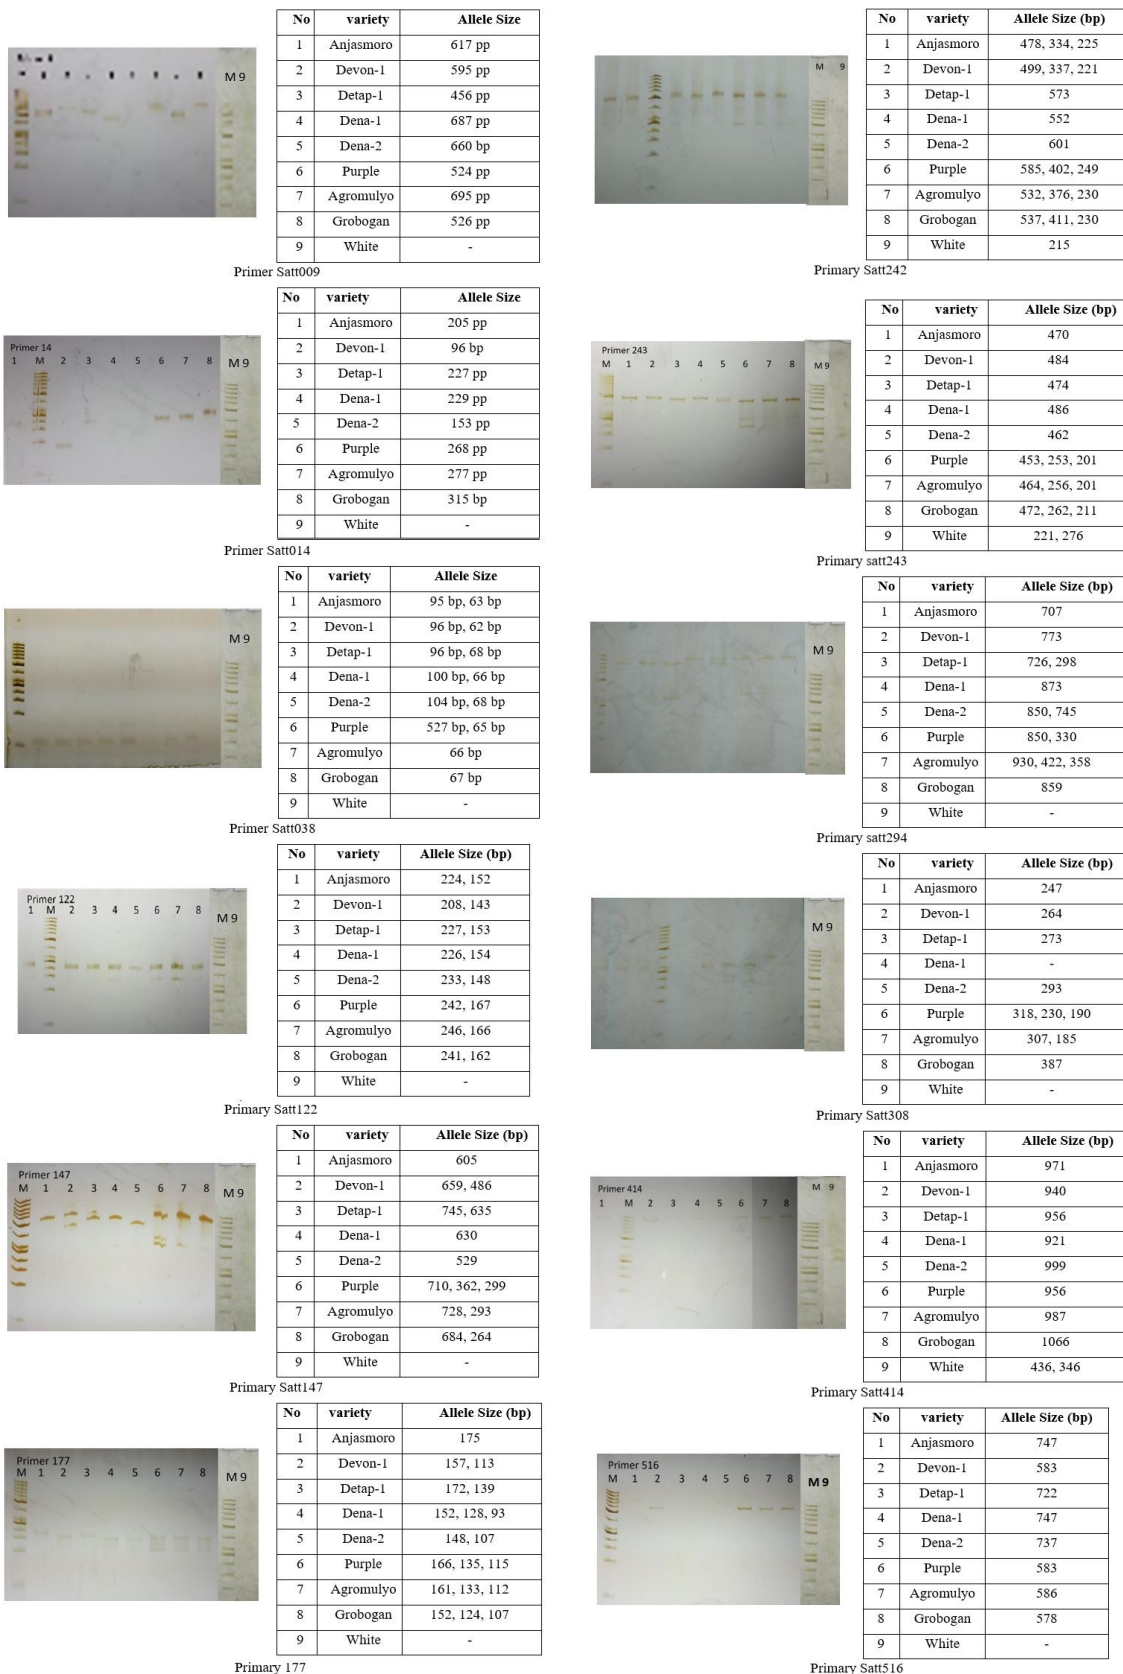 No variety Allele Size
1 Anjasmoro 617 pp
2 Devon-1 595 pp
3 Detap-1 456 pp
4 Dena-1 687 pp
5 Dena-2 660 bp
6 Purple 524 pp
7 Agromulyo 695 pp
8 Grobogan 526 pp
9 White -
M 9
Primer Satt009
No variety Allele Size
1 Anjasmoro 205 pp
2 Devon-1 96 bp
3 Detap-1 227 pp
4 Dena-1 229 pp
5 Dena-2 153 pp
6 Purple 268 pp
7 Agromulyo 277 pp
8 Grobogan 315 bp
9 White -
Primer 14
1 M 2 3 4 5 6 7 8
M 9
Primer Satt014
No variety Allele Size
1 Anjasmoro 95 bp, 63 bp
2 Devon-1 96 bp, 62 bp
3 Detap-1 96 bp, 68 bp
4 Dena-1 100 bp, 66 bp
5 Dena-2 104 bp, 68 bp
6 Purple 527 bp, 65 bp
7 Agromulyo 66 bp
8 Grobogan 67 bp
9 White -
M 9
Primer Satt038
No variety Allele Size (bp)
1 Anjasmoro 224, 152
2 Devon-1 208, 143
3 Detap-1 227, 153
4 Dena-1 226, 154
5 Dena-2 233, 148
6 Purple 242, 167
7 Agromulyo 246, 166
8 Grobogan 241, 162
9 White -
Primer 122
1 M 2 3 4 5 6 7 8
M 9
Primary Satt122
No variety Allele Size (bp)
1 Anjasmoro 605
2 Devon-1 659, 486
3 Detap-1 745, 635
4 Dena-1 630
5 Dena-2 529
6 Purple 710, 362, 299
7 Agromulyo 728, 293
8 Grobogan 684, 264
9 White -
Primer 147
M 1 2 3 4 5 6 7 8
M 9
Primary Satt147
No variety Allele Size (bp)
1 Anjasmoro 175
2 Devon-1 157, 113
3 Detap-1 172, 139
4 Dena-1 152, 128, 93
5 Dena-2 148, 107
6 Purple 166, 135, 115
7 Agromulyo 161, 133, 112
8 Grobogan 152, 124, 107
9 White -
Primer 177
M 1 2 3 4 5 6 7 8
M 9
Primary 177
No variety Allele Size (bp)
1 Anjasmoro 478, 334, 225
2 Devon-1 499, 337, 221
3 Detap-1 573
4 Dena-1 552
5 Dena-2 601
6 Purple 585, 402, 249
7 Agromulyo 532, 376, 230
8 Grobogan 537, 411, 230
9 White 215
M 9
Primary Satt242
No variety Allele Size (bp)
1 Anjasmoro 470
2 Devon-1 484
3 Detap-1 474
4 Dena-1 486
5 Dena-2 462
6 Purple 453, 253, 201
7 Agromulyo 464, 256, 201
8 Grobogan 472, 262, 211
9 White 221, 276
Primer 243
M 1 2 3 4 5 6 7 8
M 9
Primary satt243
No variety Allele Size (bp)
1 Anjasmoro 707
2 Devon-1 773
3 Detap-1 726, 298
4 Dena-1 873
5 Dena-2 850, 745
6 Purple 850, 330
7 Agromulyo 930, 422, 358
8 Grobogan 859
9 White -
M 9
Primary satt294
No variety Allele Size (bp)
1 Anjasmoro 247
2 Devon-1 264
3 Detap-1 273
4 Dena-1 -
5 Dena-2 293
6 Purple 318, 230, 190
7 Agromulyo 307, 185
8 Grobogan 387
9 White -
M 9
Primary Satt308
No variety Allele Size (bp)
1 Anjasmoro 971
2 Devon-1 940
3 Detap-1 956
4 Dena-1 921
5 Dena-2 999
6 Purple 956
7 Agromulyo 987
8 Grobogan 1066
9 White 436, 346
Primer 414
1 M 2 3 4 5 6 7 8
M 9
Primary Satt414
No variety Allele Size (bp)
1 Anjasmoro 747
2 Devon-1 583
3 Detap-1 722
4 Dena-1 747
5 Dena-2 737
6 Purple 583
7 Agromulyo 586
8 Grobogan 578
9 White -
Primer 516
M 1 2 3 4 5 6 7 8
M 9
Primary Satt516